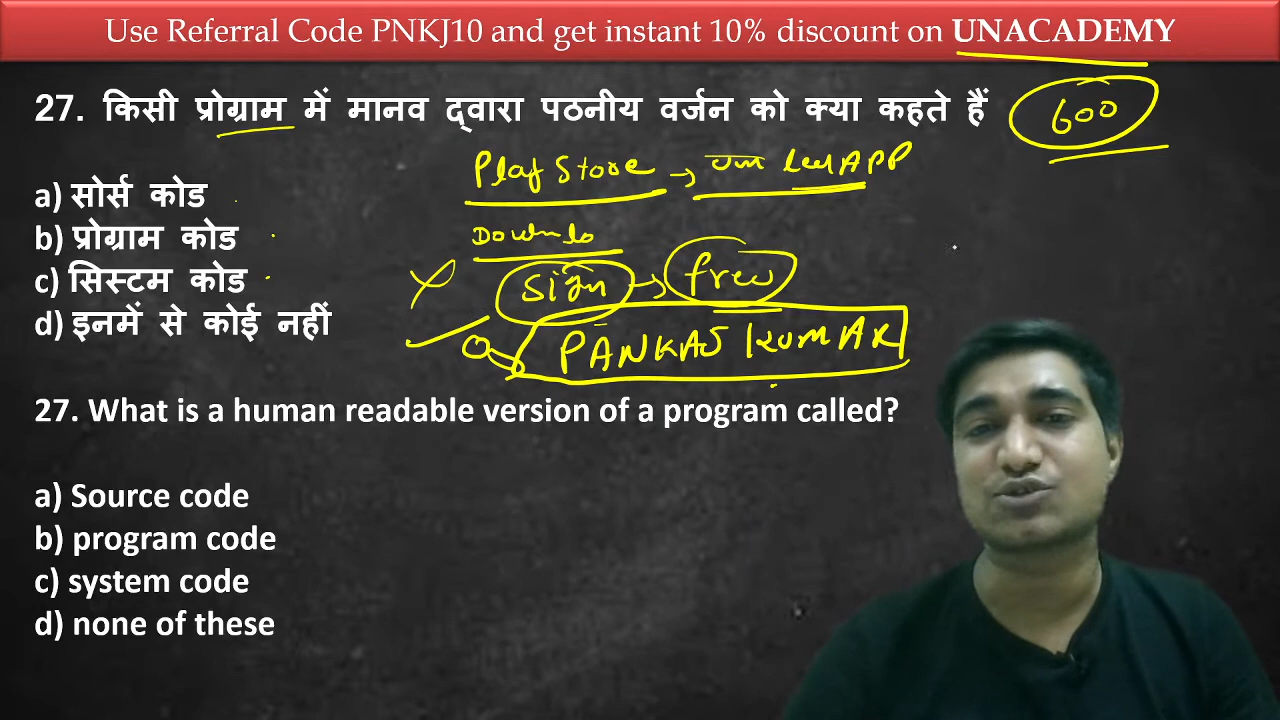 Use Referral Code PNKJ10 and get instant 10% discount on UNACADEMY
27. किसी प्रोग्राम में मानव द्वारा पठनीय वर्जन को क्या कहते हैं
600
Play Store → Learn APP
a) सोर्स कोड
b) प्रोग्राम कोड
Downlo
c) सिस्टम कोड
sign → free
d) इनमें से कोई नहीं
PANKAJ KUMAR
27. What is a human readable version of a program called?
a) Source code
b) program code
c) system code
d) none of these